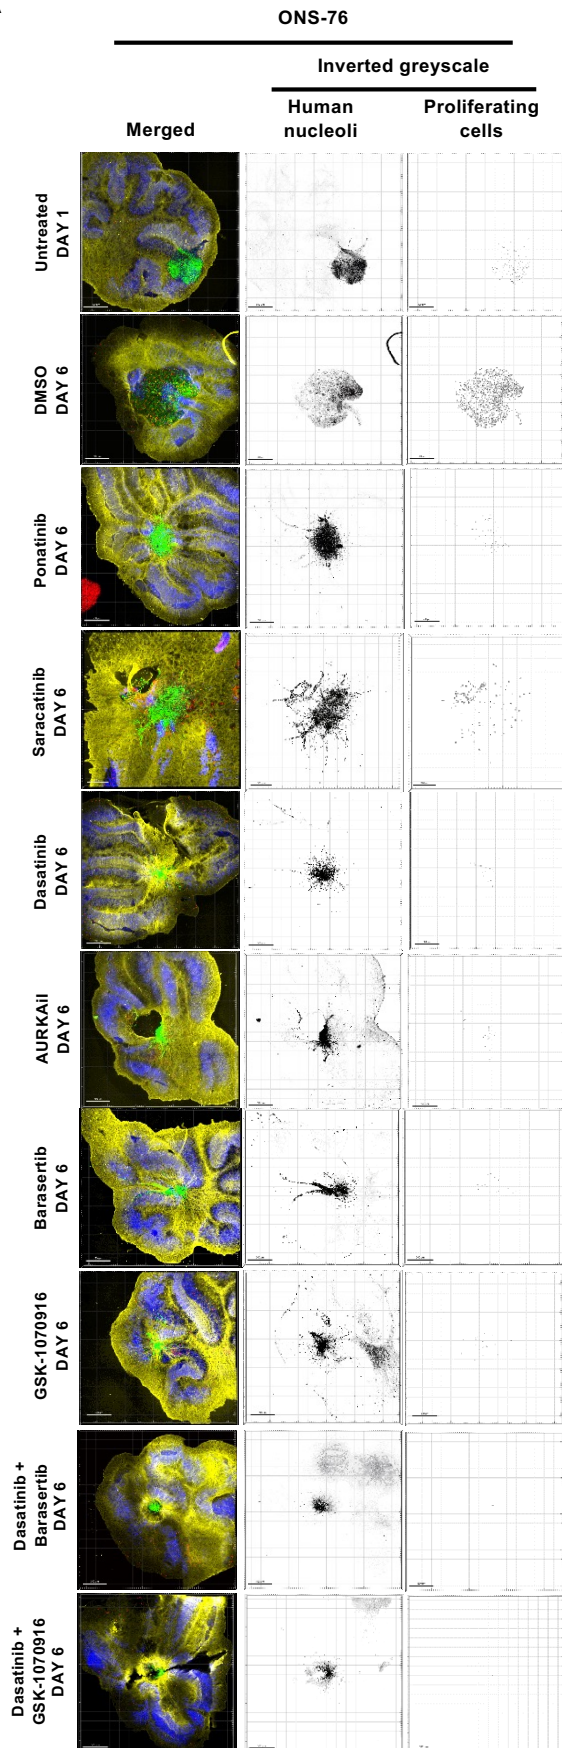 ONS-76
Inverted greyscale
Merged
Human
nucleoli
Proliferating
cells
Untreated
DAY 1
DMSO
DAY 6
Ponatinib
DAY 6
Saracatinib
DAY 6
Dasatinib
DAY 6
AURKAiI
DAY 6
Barasertib
DAY 6
GSK-1070916
DAY 6
Dasatinib +
Barasertib
DAY 6
Dasatinib +
GSK-1070916
DAY 6